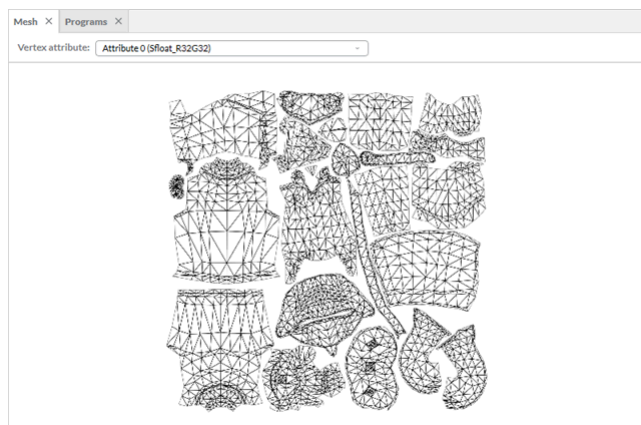 Mesh × Programs ×
Vertex attribute: Attribute 0 (Sfloat_R32G32)